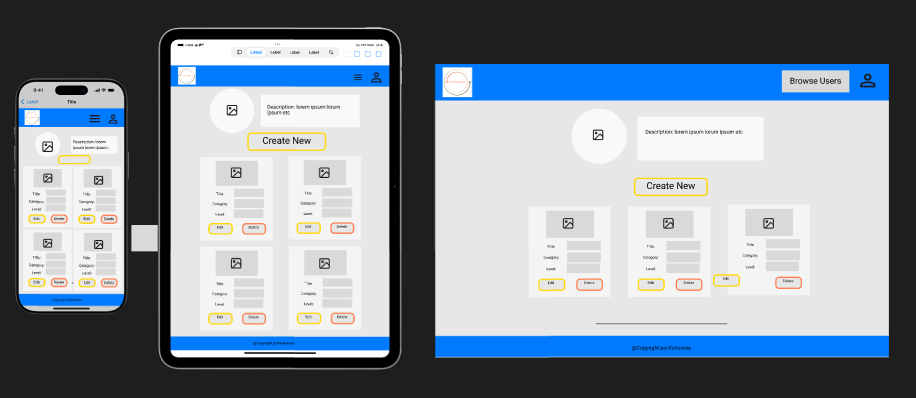 9:41
Label
Title
Description: lorem
ipsum lorum ipsum..
Title:
Category:
Level:
Edit
Delete
Title:
Category:
Level:
Edit
Delete
Title:
Category:
Level:
Edit
Delete
Title:
Category:
Level:
Edit
Delete
@Copyright portfoliowise
Label
Label
Label
Label
Description: lorem ipsum lorum
ipsum etc
Create New
Title:
Category:
Level:
Edit
Delete
Title:
Category:
Level:
Edit
Delete
Title:
Category:
Level:
Edit
Delete
Title:
Category:
Level:
Edit
Delete
@Copyright portfoliowise
Browse Users
Description: lorem ipsum lorum ipsum etc
Create New
Title:
Category:
Level:
Edit
Delete
Title:
Category:
Level:
Edit
Delete
Title:
Category:
Level:
Edit
Delete
@Copyright portfoliowise